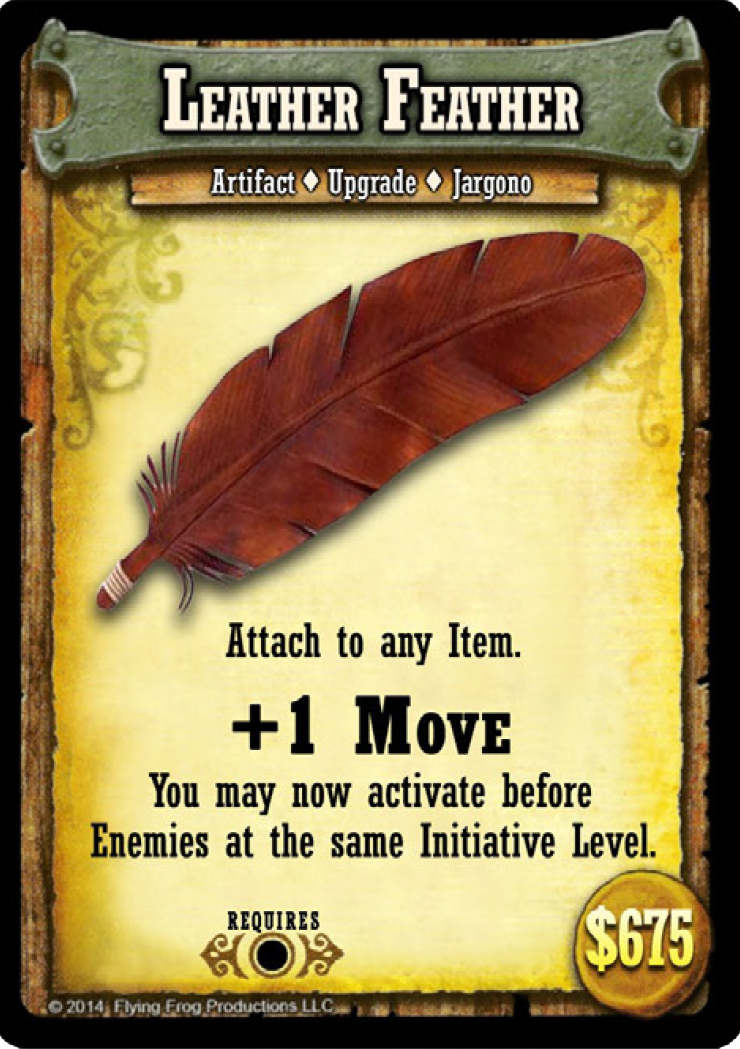 Leather Feather
Artifact ♦ Upgrade ♦ Jargono
Attach to any Item.
+1 Move
You may now activate before
Enemies at the same Initiative Level.
REQUIRES
$675
© 2014 Flying Frog Productions LLC